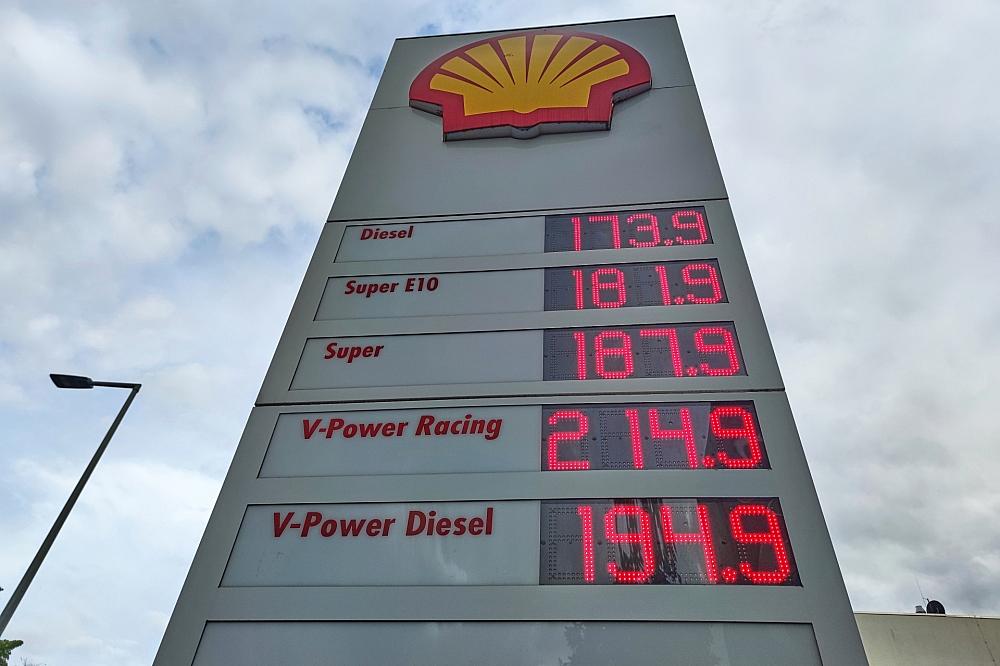 Diesel 173.9
Super E10 181.9
Super 187.9
V-Power Racing 214.9
V-Power Diesel 194.9